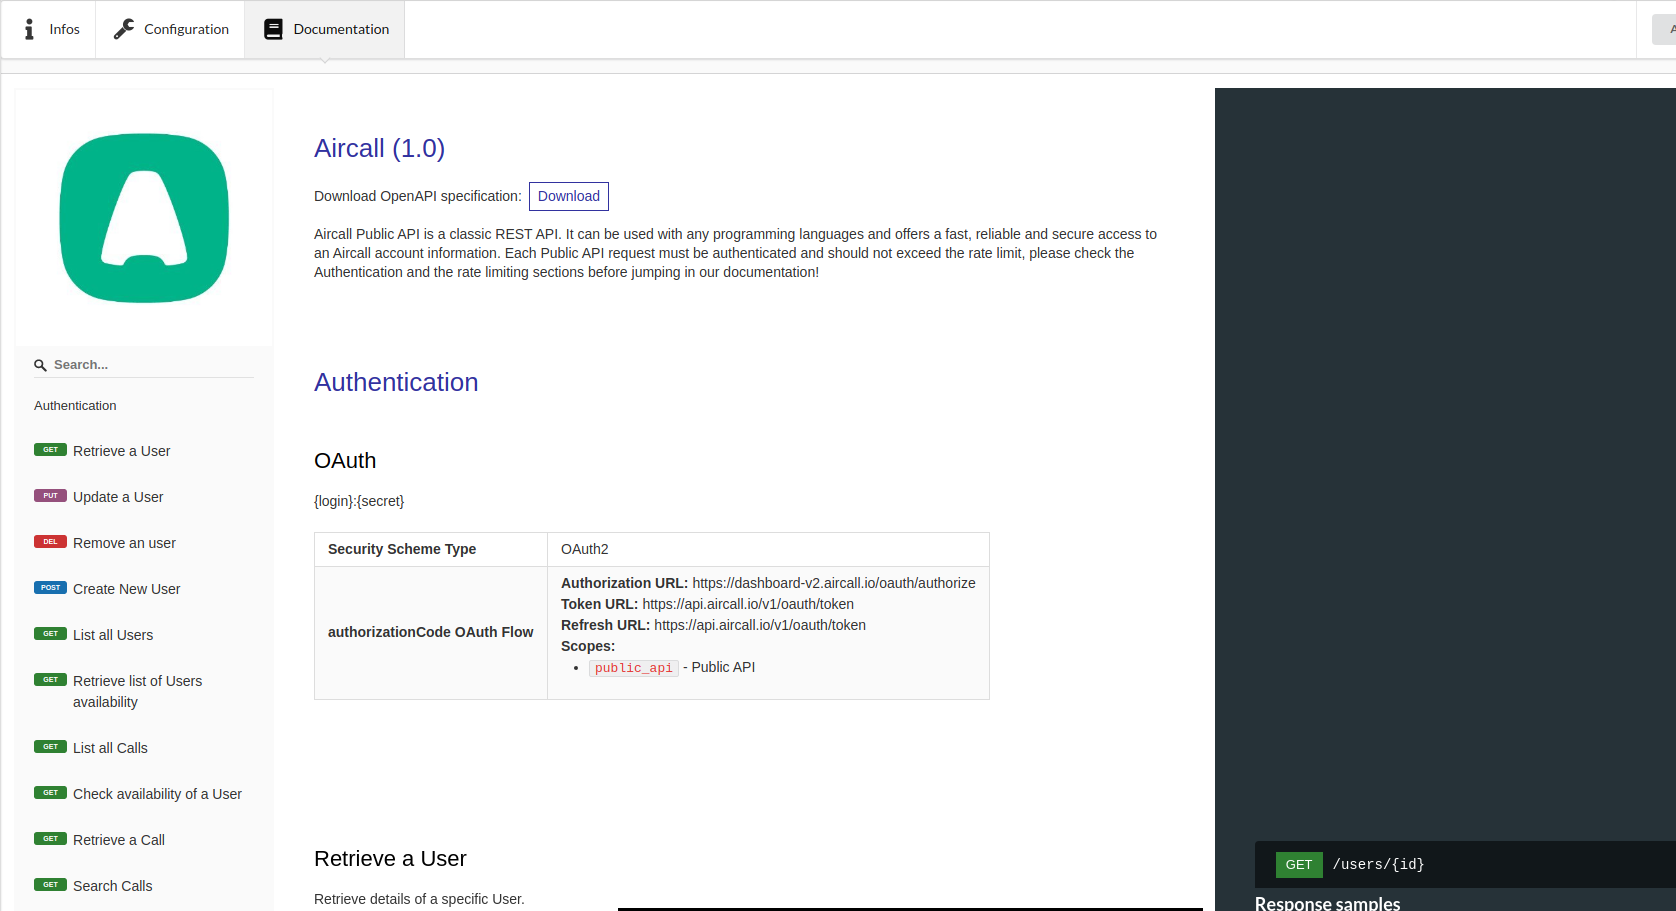 Infos
Configuration
Documentation
A
Aircall (1.0)
Download OpenAPI specification: Download
Aircall Public API is a classic REST API. It can be used with any programming languages and offers a fast, reliable and secure access to
an Aircall account information. Each Public API request must be authenticated and should not exceed the rate limit, please check the
Authentication and the rate limiting sections before jumping in our documentation!
Search...
Authentication
GET Retrieve a User
PUT Update a User
DEL Remove an user
POST Create New User
GET List all Users
GET Retrieve list of Users
availability
GET List all Calls
GET Check availability of a User
GET Retrieve a Call
GET Search Calls
Authentication
OAuth
{login}:{secret}
Security Scheme Type OAuth2
authorizationCode OAuth Flow
Authorization URL: https://dashboard-v2.aircall.io/oauth/authorize
Token URL: https://api.aircall.io/v1/oauth/token
Refresh URL: https://api.aircall.io/v1/oauth/token
Scopes:
• public_api - Public API
Retrieve a User
Retrieve details of a specific User.
GET /users/{id}
Response samples